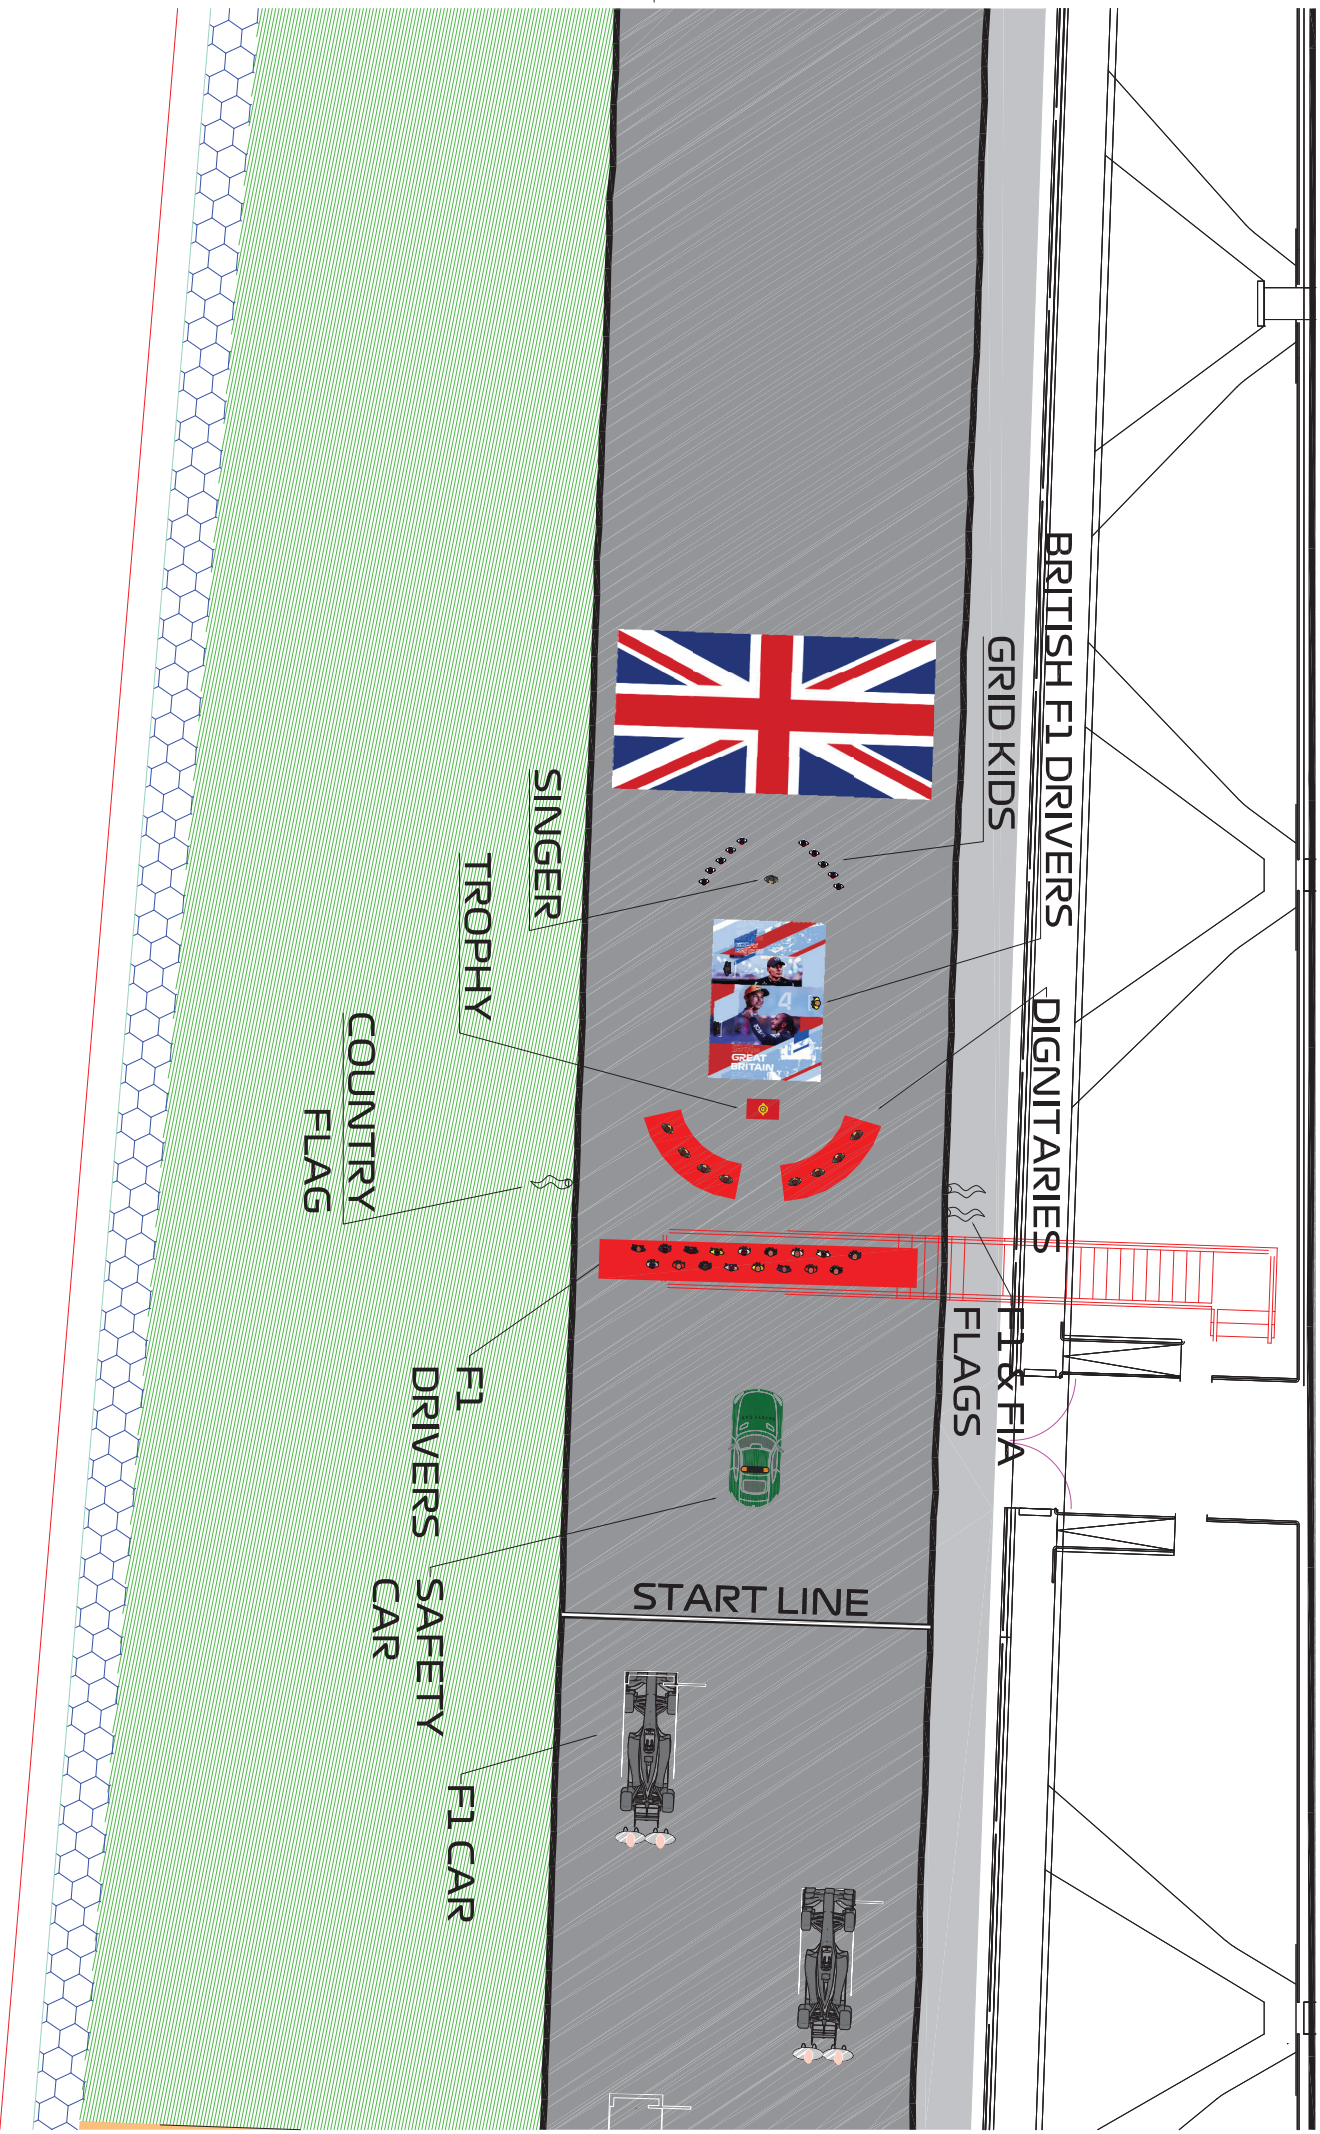 BRITISH F1 DRIVERS
GRID KIDS
DIGNITARIES
SINGER
TROPHY
COUNTRY
FLAG
4
GREAT
BRITAIN
F1 & FIA
FLAGS
F1
DRIVERS
SAFETY
CAR
START LINE
F1 CAR